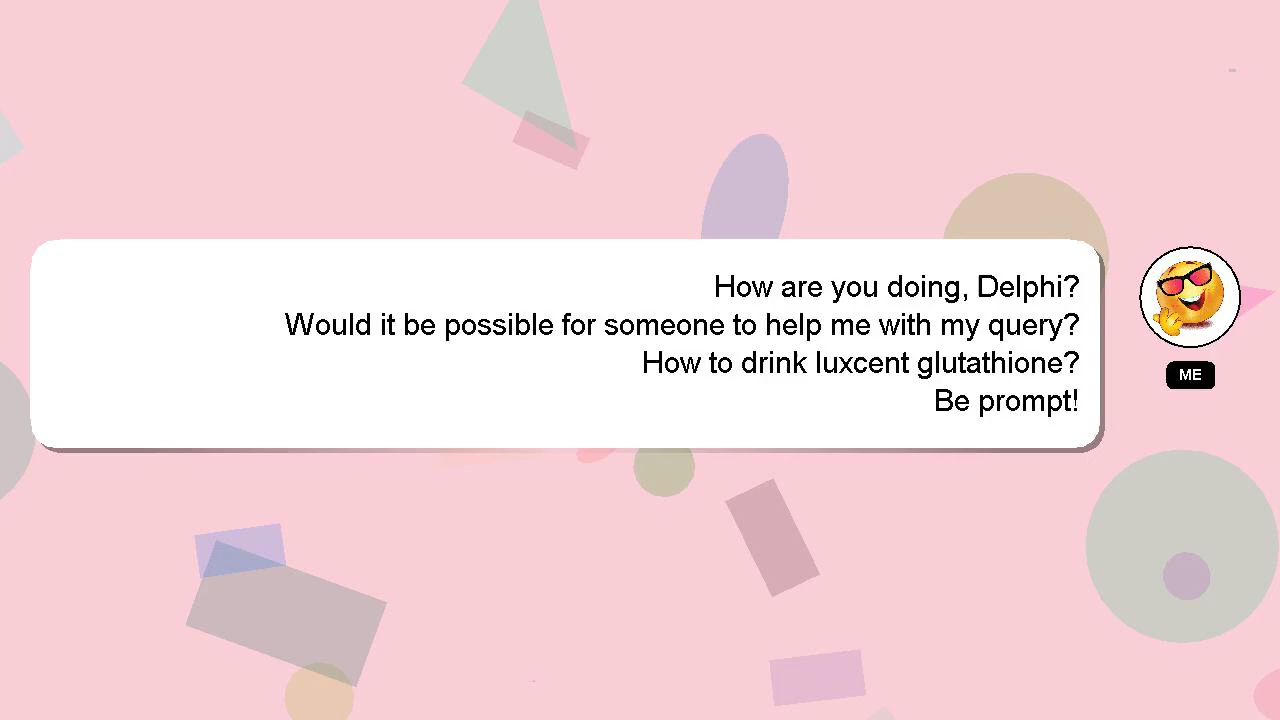 How are you doing, Delphi?
Would it be possible for someone to help me with my query?
How to drink luxcent glutathione?
Be prompt!
ME